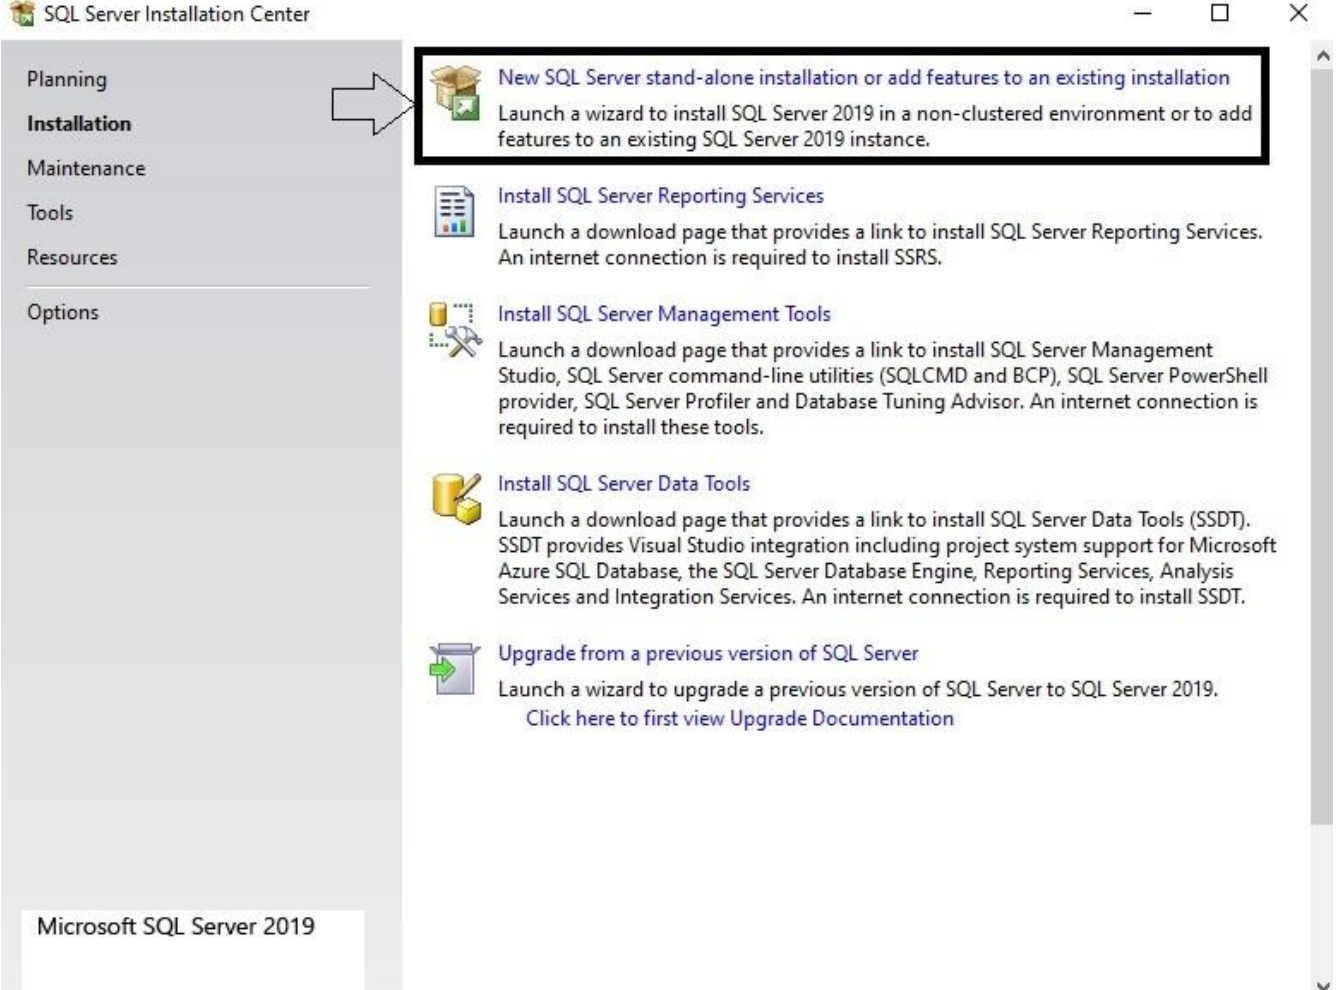 SQL Server Installation Center
Planning
Installation
Maintenance
Tools
Resources
Options
New SQL Server stand-alone installation or add features to an existing installation
Launch a wizard to install SQL Server 2019 in a non-clustered environment or to add
features to an existing SQL Server 2019 instance.
Install SQL Server Reporting Services
Launch a download page that provides a link to install SQL Server Reporting Services.
An internet connection is required to install SSRS.
Install SQL Server Management Tools
Launch a download page that provides a link to install SQL Server Management
Studio, SQL Server command-line utilities (SQLCMD and BCP), SQL Server PowerShell
provider, SQL Server Profiler and Database Tuning Advisor. An internet connection is
required to install these tools.
Install SQL Server Data Tools
Launch a download page that provides a link to install SQL Server Data Tools (SSDT).
SSDT provides Visual Studio integration including project system support for Microsoft
Azure SQL Database, the SQL Server Database Engine, Reporting Services, Analysis
Services and Integration Services. An internet connection is required to install SSDT.
Upgrade from a previous version of SQL Server
Launch a wizard to upgrade a previous version of SQL Server to SQL Server 2019.
Click here to first view Upgrade Documentation
Microsoft SQL Server 2019